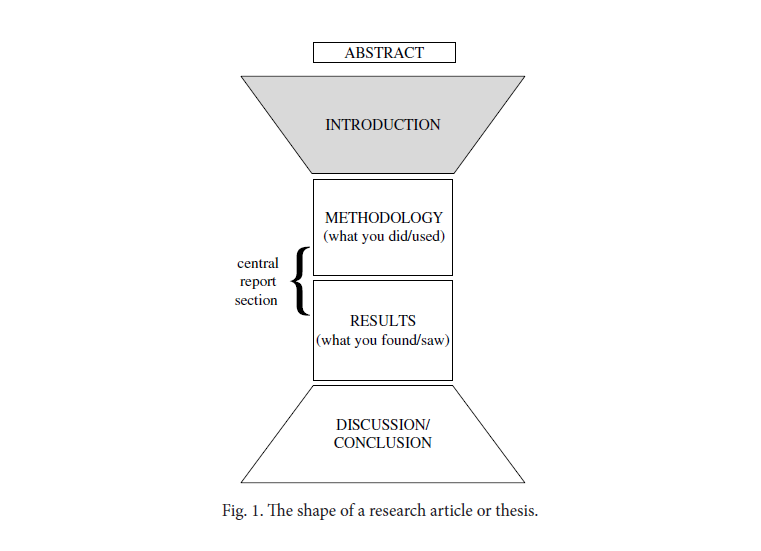 ABSTRACT
INTRODUCTION
METHODOLOGY
(what you did/used)
central
report
section
RESULTS
(what you found/saw)
DISCUSSION/
CONCLUSION
Fig. 1. The shape of a research article or thesis.